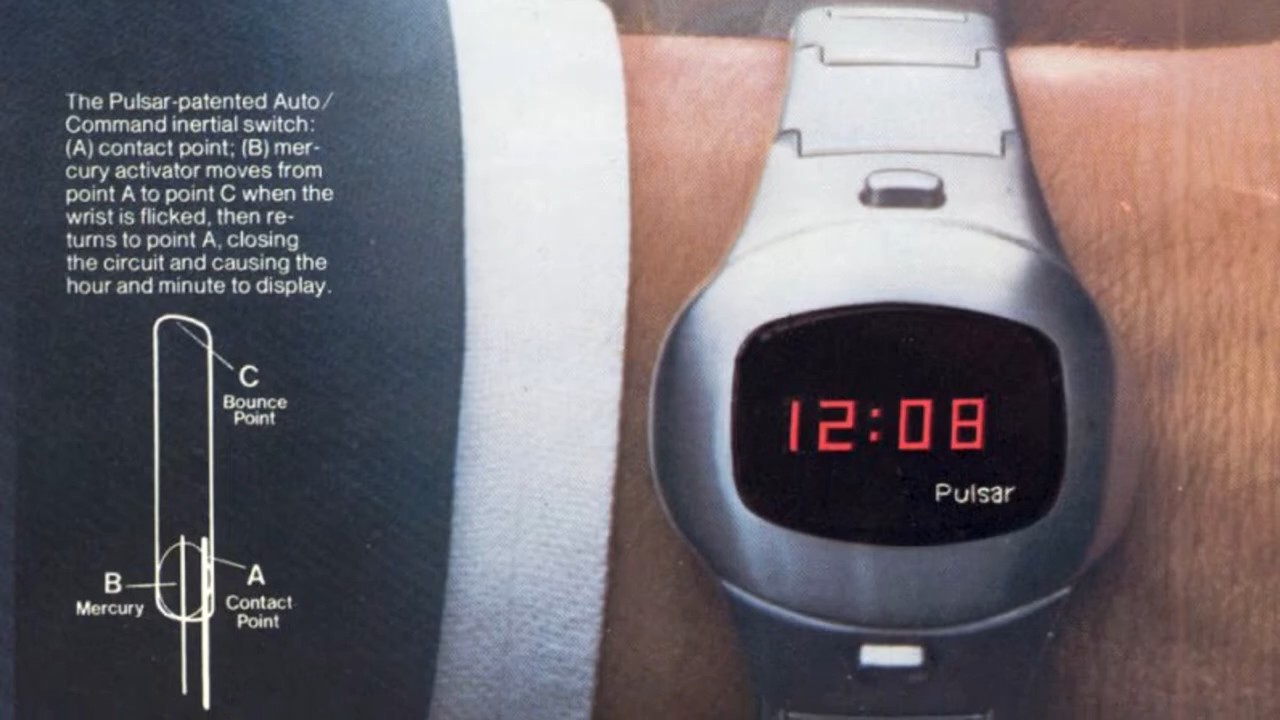 The Pulsar-patented Auto/
Command inertial switch:
(A) contact point; (B) mer-
cury activator moves from
point A to point C when the
wrist is flicked, then re-
turns to point A, closing
the circuit and causing the
hour and minute to display.
C
Bounce
Point
B
Mercury
A
Contact
Point
12:08
Pulsar